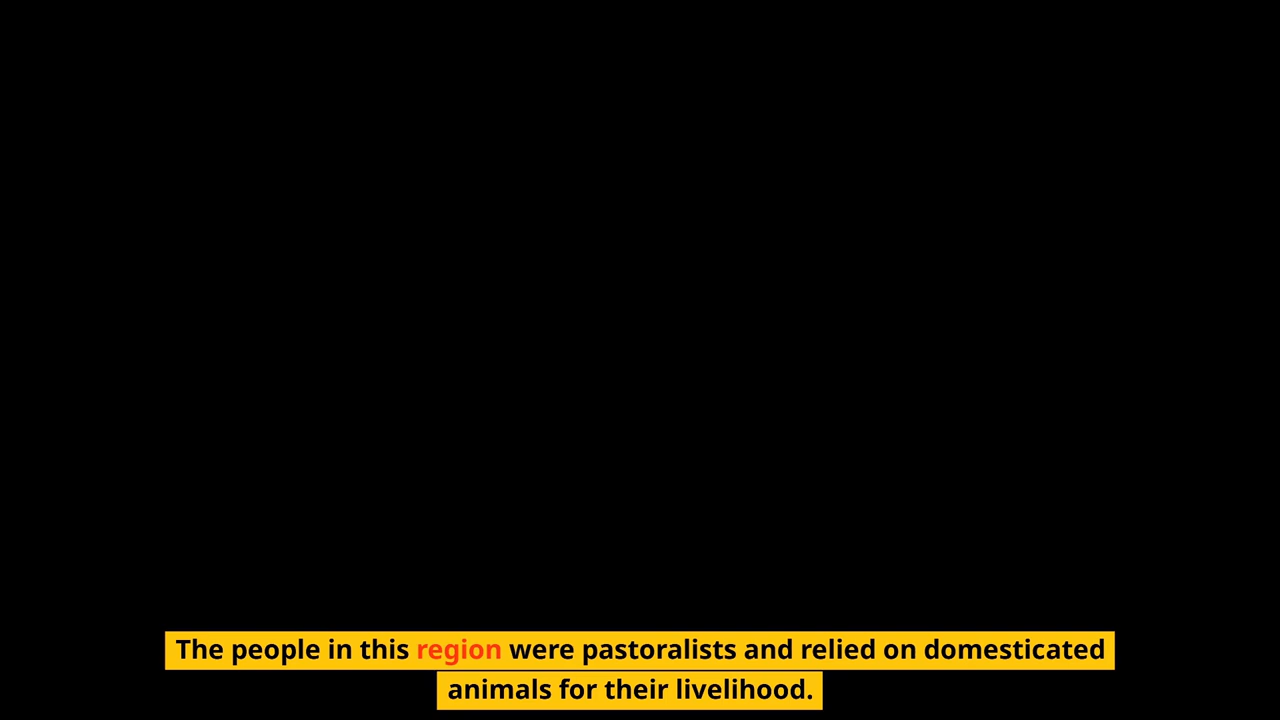 The people in this region were pastoralists and relied on domesticated
animals for their livelihood.